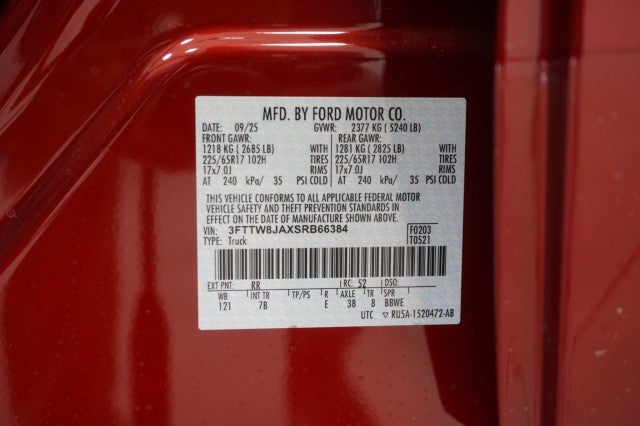 MFD. BY FORD MOTOR CO.
DATE: 09/25 GVWR: 2377 KG ( 5240 LB)
FRONT GAWR: REAR GAWR:
1218 KG ( 2685 LB) WITH 1281 KG ( 2825 LB) WITH
225/65R17 102H TIRES 225/65R17 102H TIRES
17x7.0J RIMS 17x7.0J RIMS
AT 240 kPa/ 35 PSI COLD AT 240 kPa/ 35 PSI COLD
THIS VEHICLE CONFORMS TO ALL APPLICABLE FEDERAL MOTOR
VEHICLE SAFETY AND THEFT PREVENTION STANDARDS IN
EFFECT ON THE DATE OF MANUFACTURE SHOWN ABOVE.
VIN: 3FTTW8JAXSRB66384 F0203
TYPE: Truck T0521
EXT PNT: RR RC: 52 DSO:
WB INT TR TP/PS R AXLE TR SPR
121 7B E 38 8 BBWE
UTC ▽ RU5A-1520472-AB